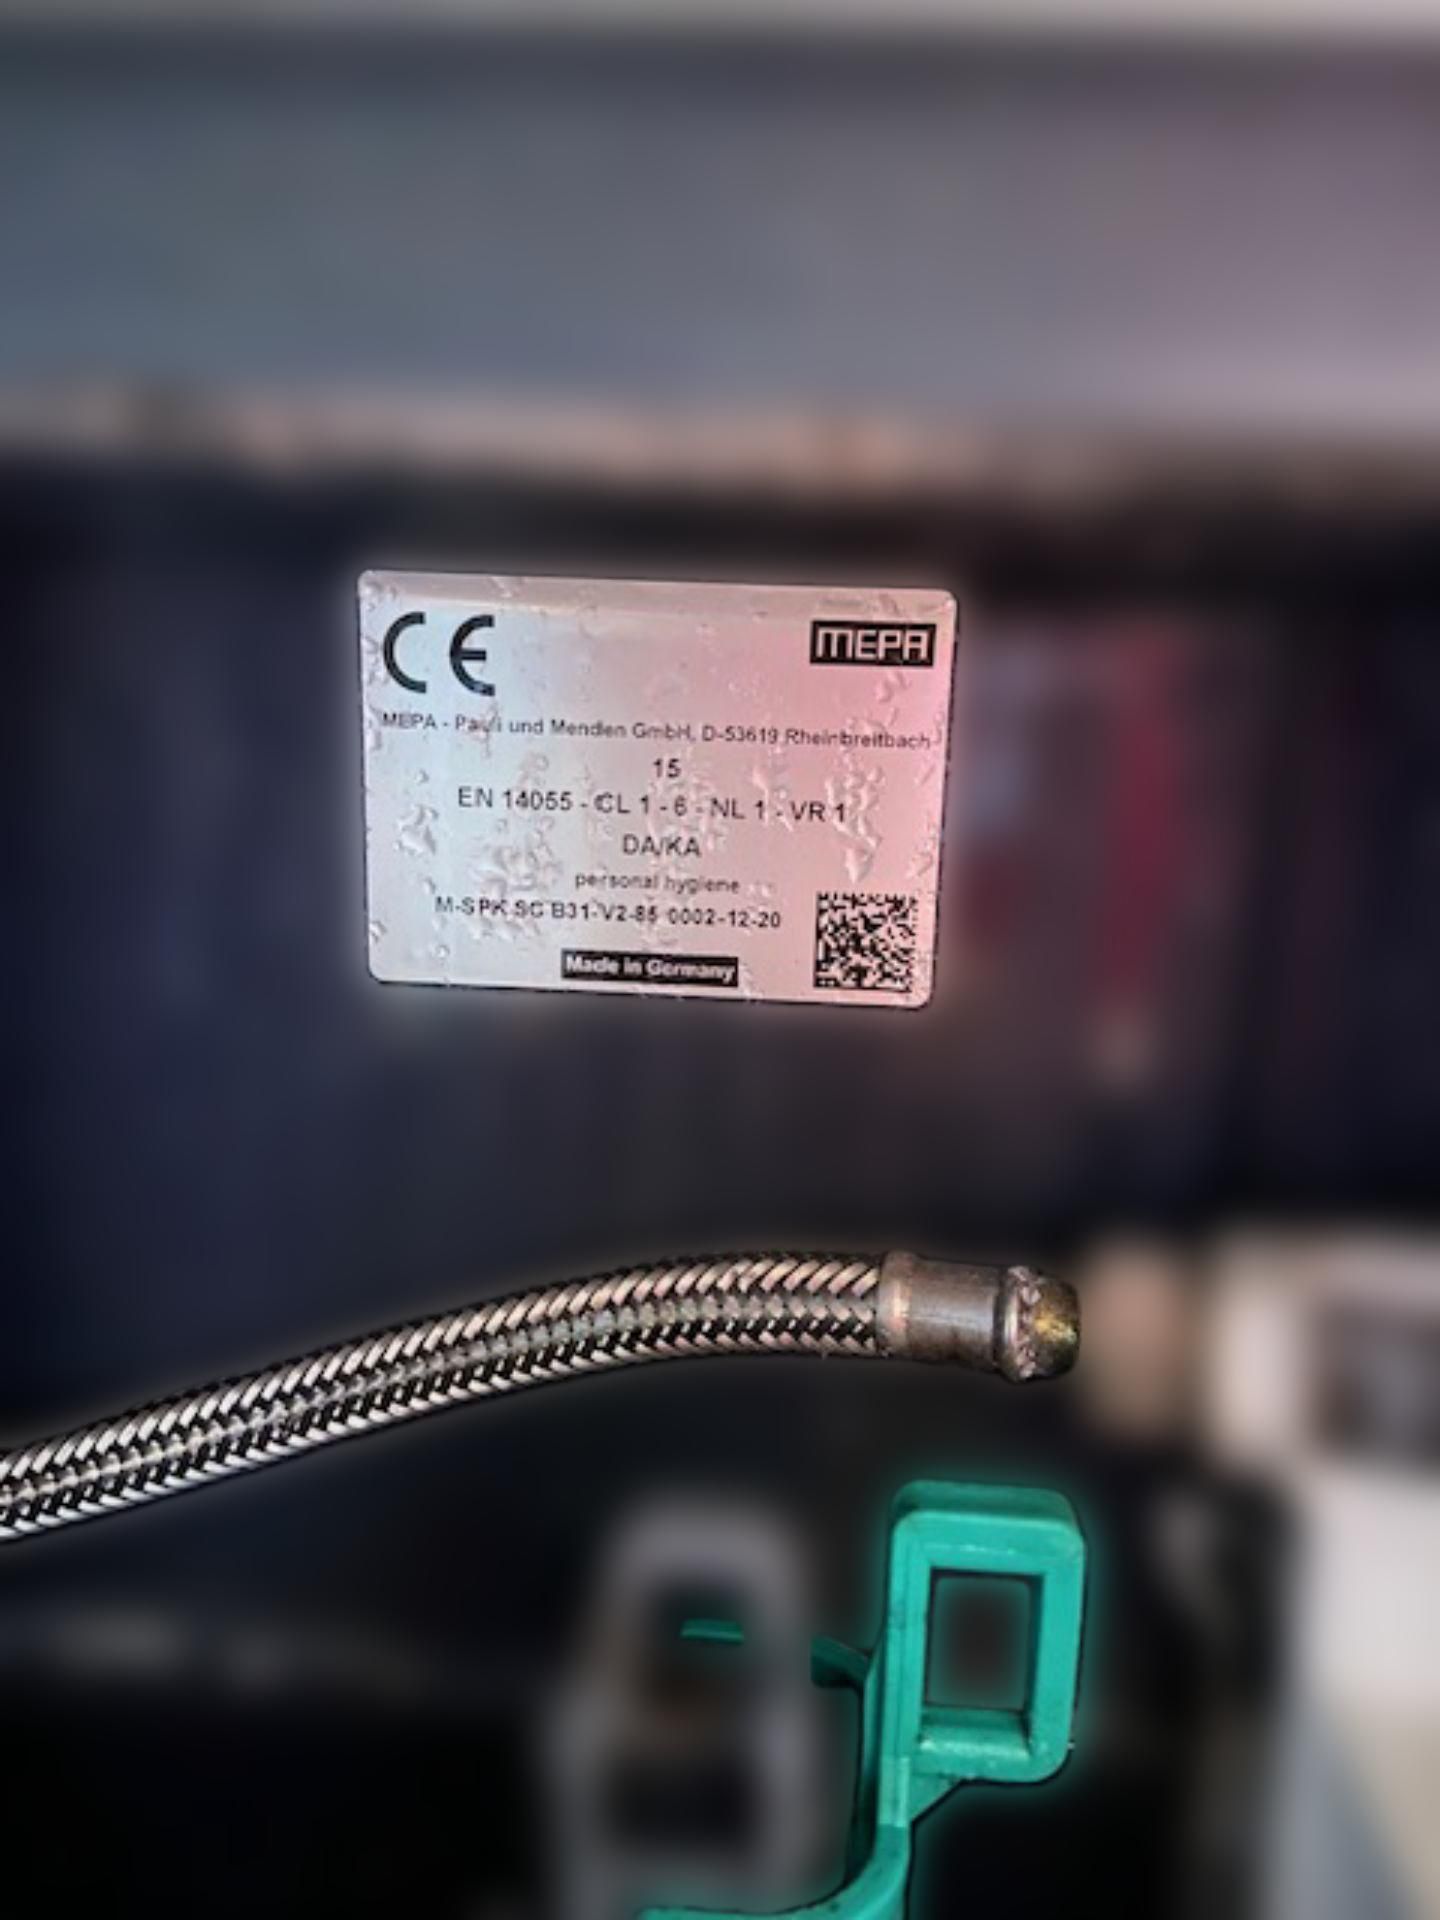 CE
MEPA
MEPA - Pauli und Menden GmbH, D-53619 Rheinbreitbach
15
EN 14055 - CL 1 - 6 - NL 1 - VR 1
DA/KA
personal hygiene
M-SPK SC B31-V2-85 0002-12-20
Made in Germany